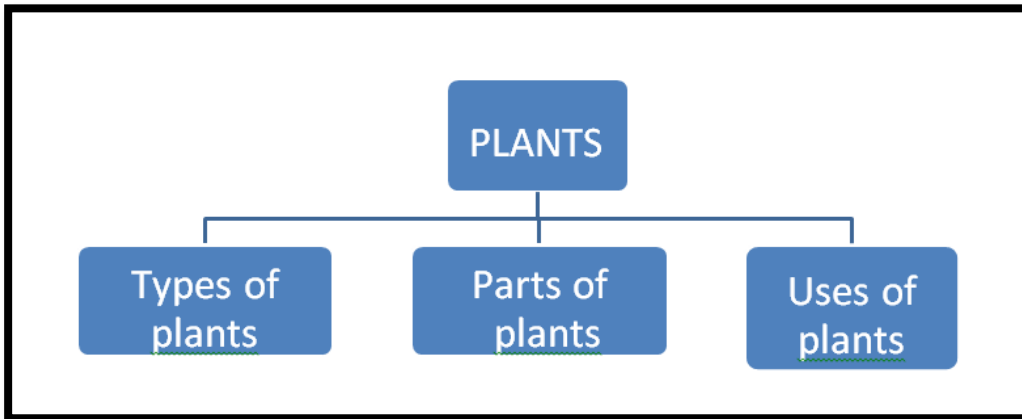 PLANTS
Types of
plants
Parts of
plants
Uses of
plants